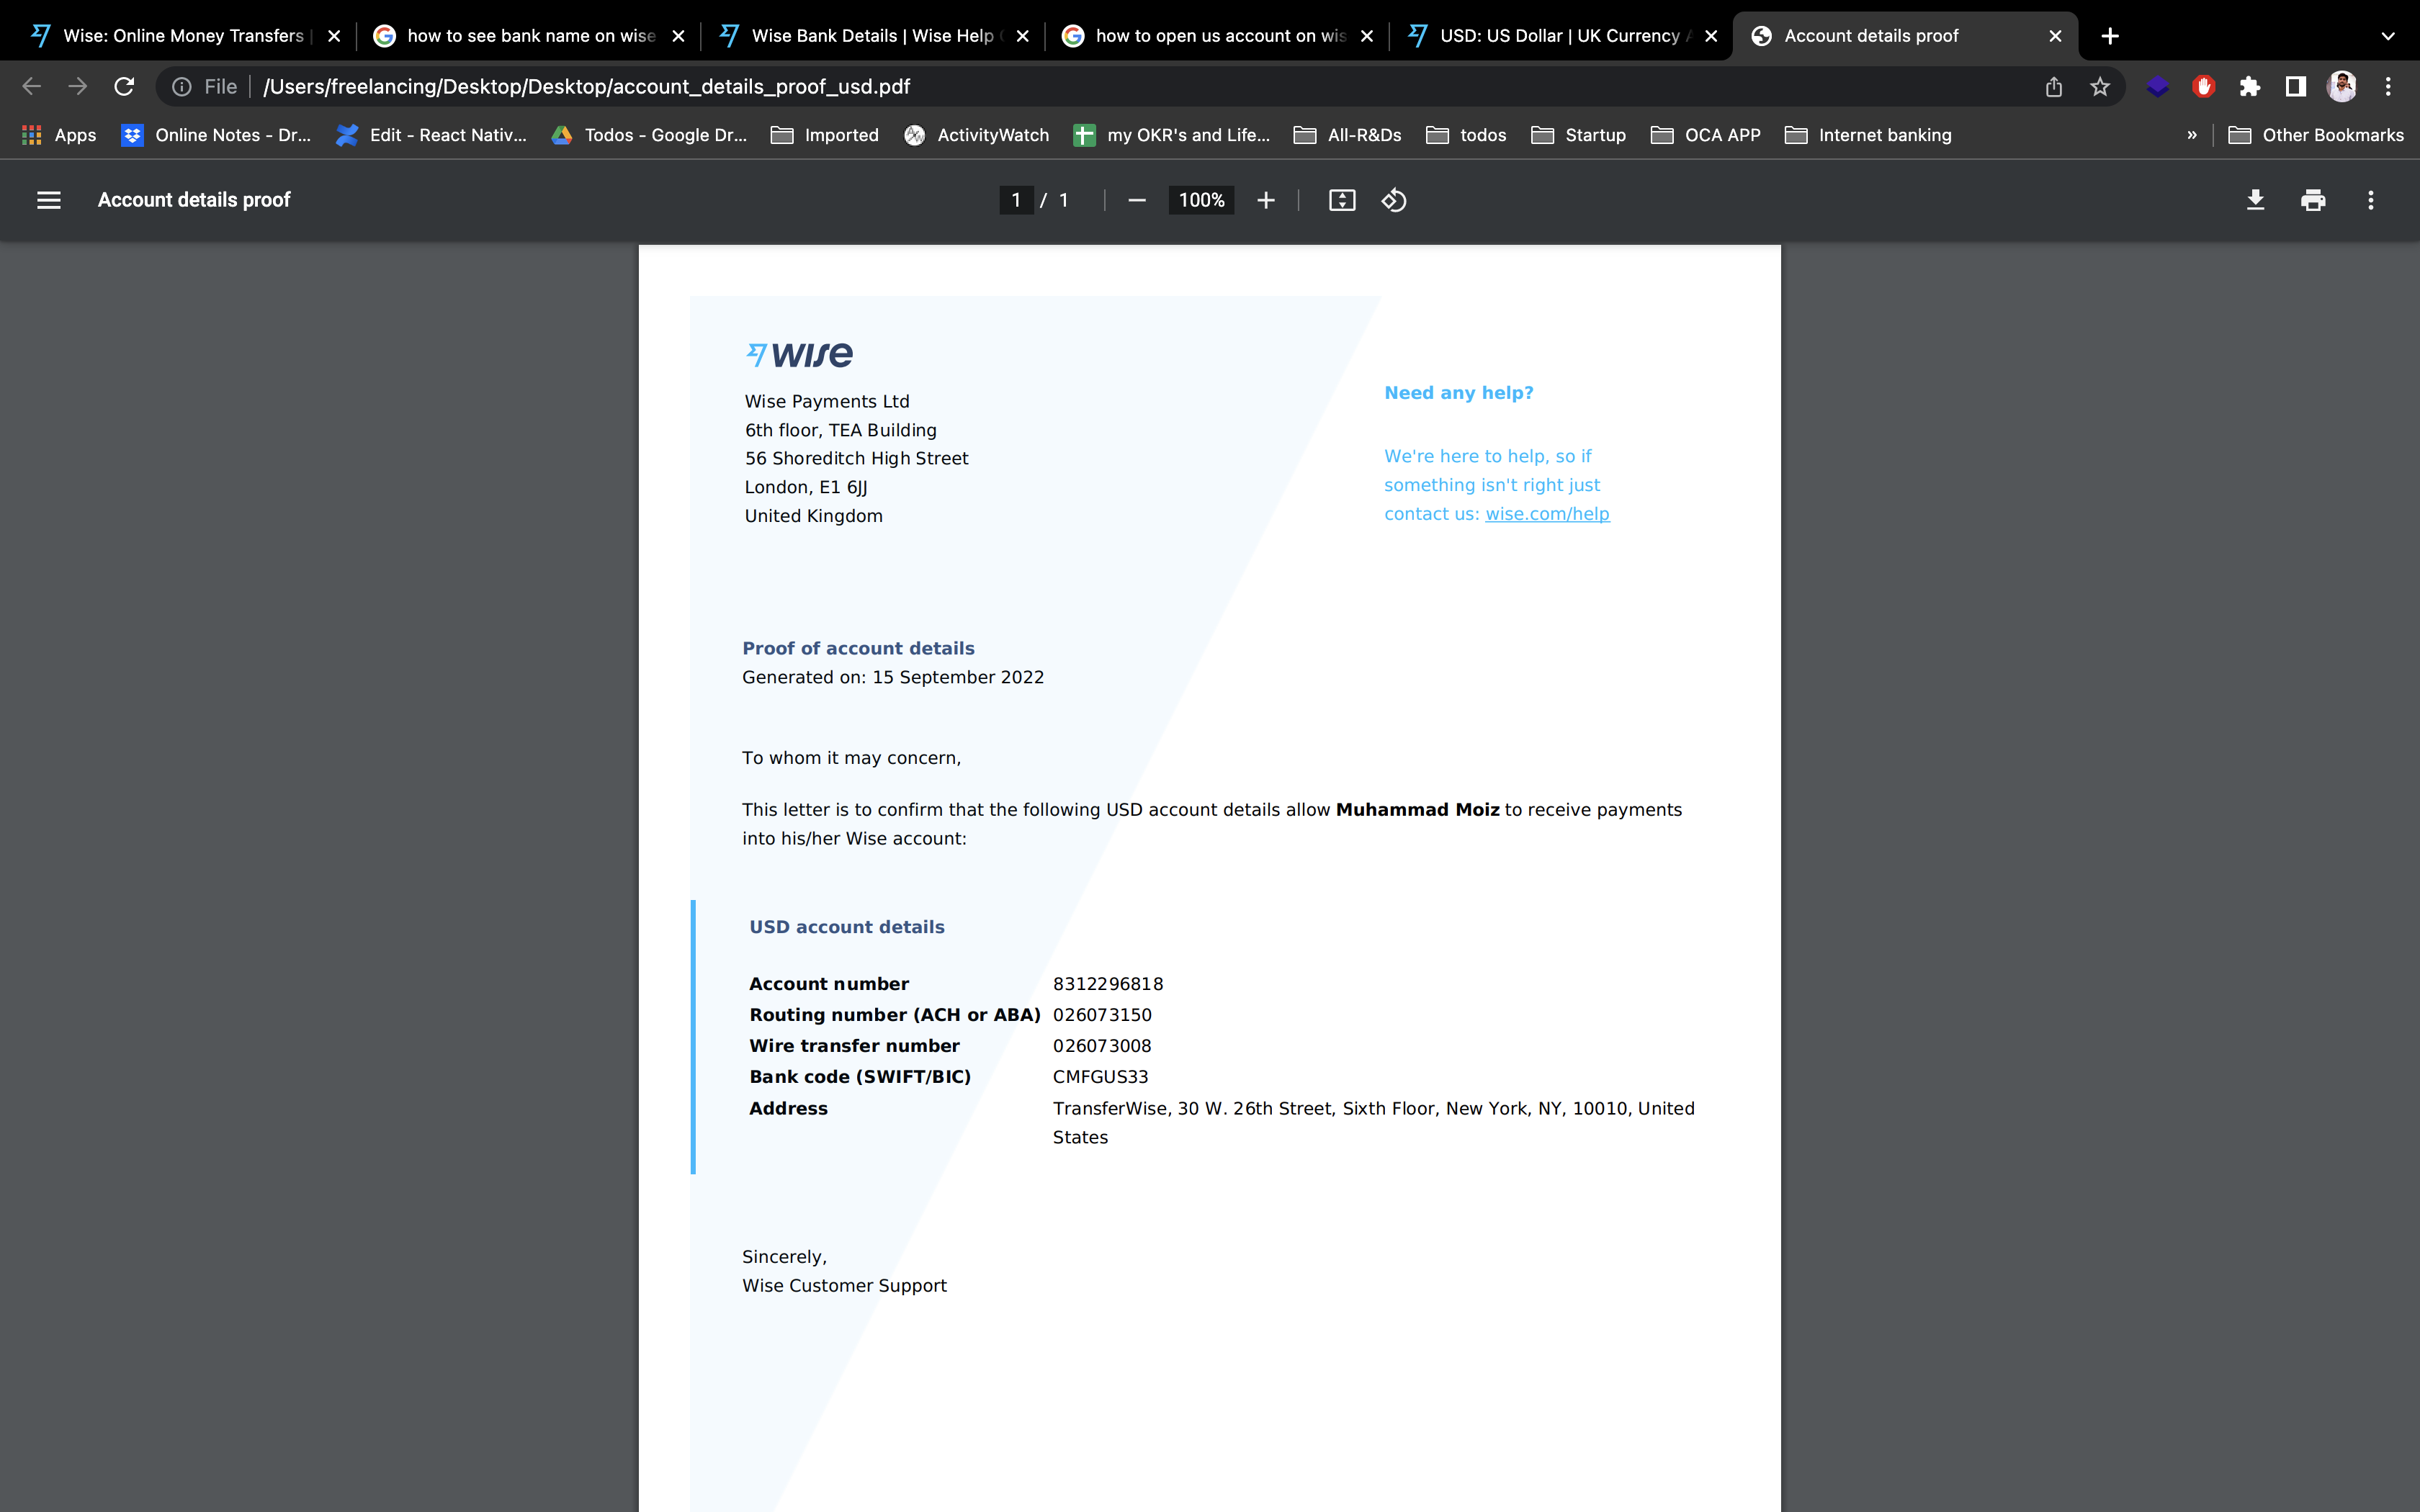 Wise: Online Money Transfers |
how to see bank name on wise
Wise Bank Details | Wise Help
how to open us account on wis
USD: US Dollar | UK Currency
Account details proof
File
/Users/freelancing/Desktop/Desktop/account_details_proof_usd.pdf
Apps
Online Notes - Dr...
Edit - React Nativ...
Todos - Google Dr...
Imported
ActivityWatch
my OKR's and Life...
All-R&Ds
todos
Startup
OCA APP
Internet banking
»
Other Bookmarks
Account details proof
1 / 1
100%
wise
Wise Payments Ltd
6th floor, TEA Building
56 Shoreditch High Street
London, E1 6JJ
United Kingdom
Need any help?
We're here to help, so if
something isn't right just
contact us: wise.com/help
Proof of account details
Generated on: 15 September 2022
To whom it may concern,
This letter is to confirm that the following USD account details allow Muhammad Moiz to receive payments
into his/her Wise account:
USD account details
Account number 8312296818
Routing number (ACH or ABA) 026073150
Wire transfer number 026073008
Bank code (SWIFT/BIC) CMFGUS33
Address TransferWise, 30 W. 26th Street, Sixth Floor, New York, NY, 10010, United
States
Sincerely,
Wise Customer Support